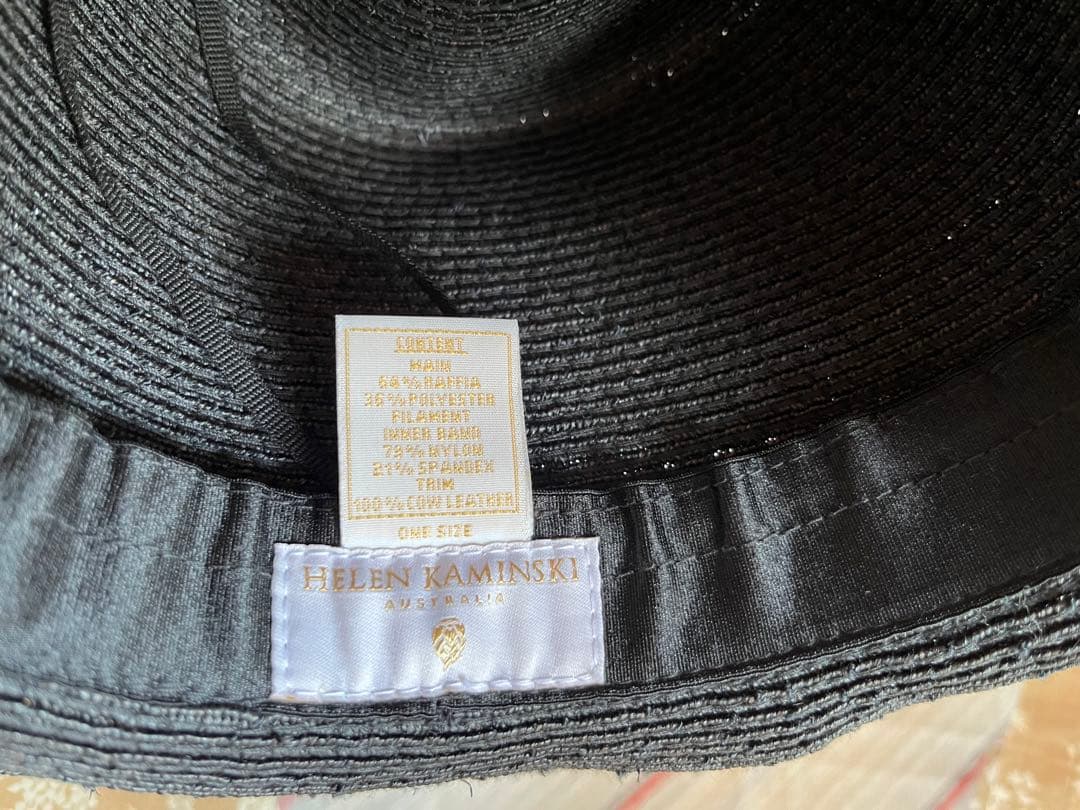 CONTENT
MAIN
65% RAFFIA
35% POLYESTER
FILAMENT
INNER BAND
79% NYLON
21% SPANDEX
TRIM
100% COW LEATHER
ONE SIZE
HELEN KAMINSKI
AUSTRALIA